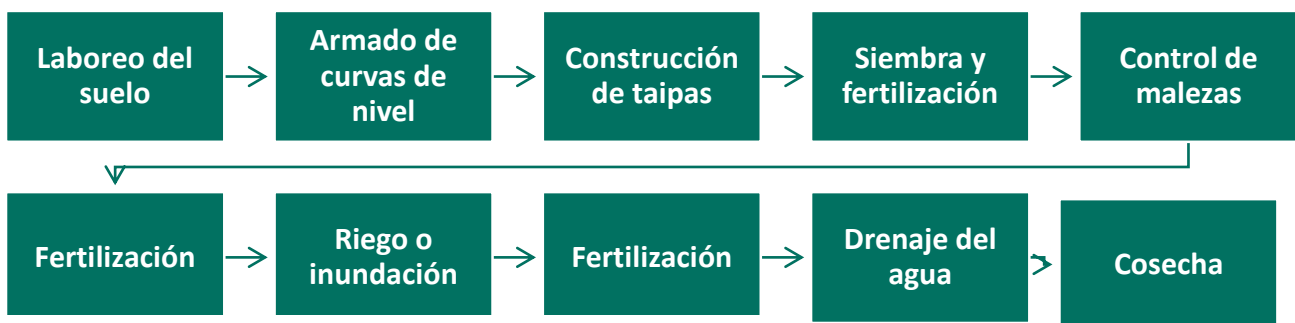 Laboreo del
suelo
Armado de
curvas de
nivel
Construcción
de taipas
Siembra y
fertilización
Control de
malezas
Fertilización
Riego o
inundación
Fertilización
Drenaje del
agua
Cosecha